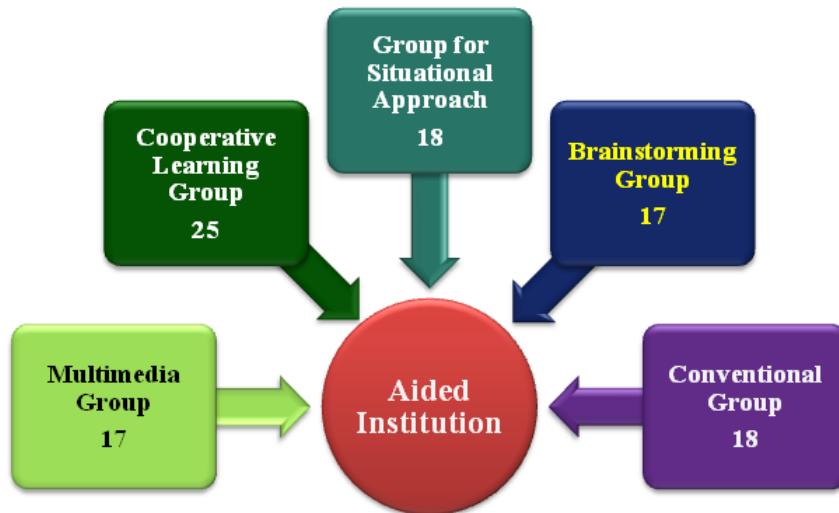 Group for
Situational
Approach
18
Cooperative
Learning
Group
25
Brainstorming
Group
17
Multimedia
Group
17
Aided
Institution
Conventional
Group
18